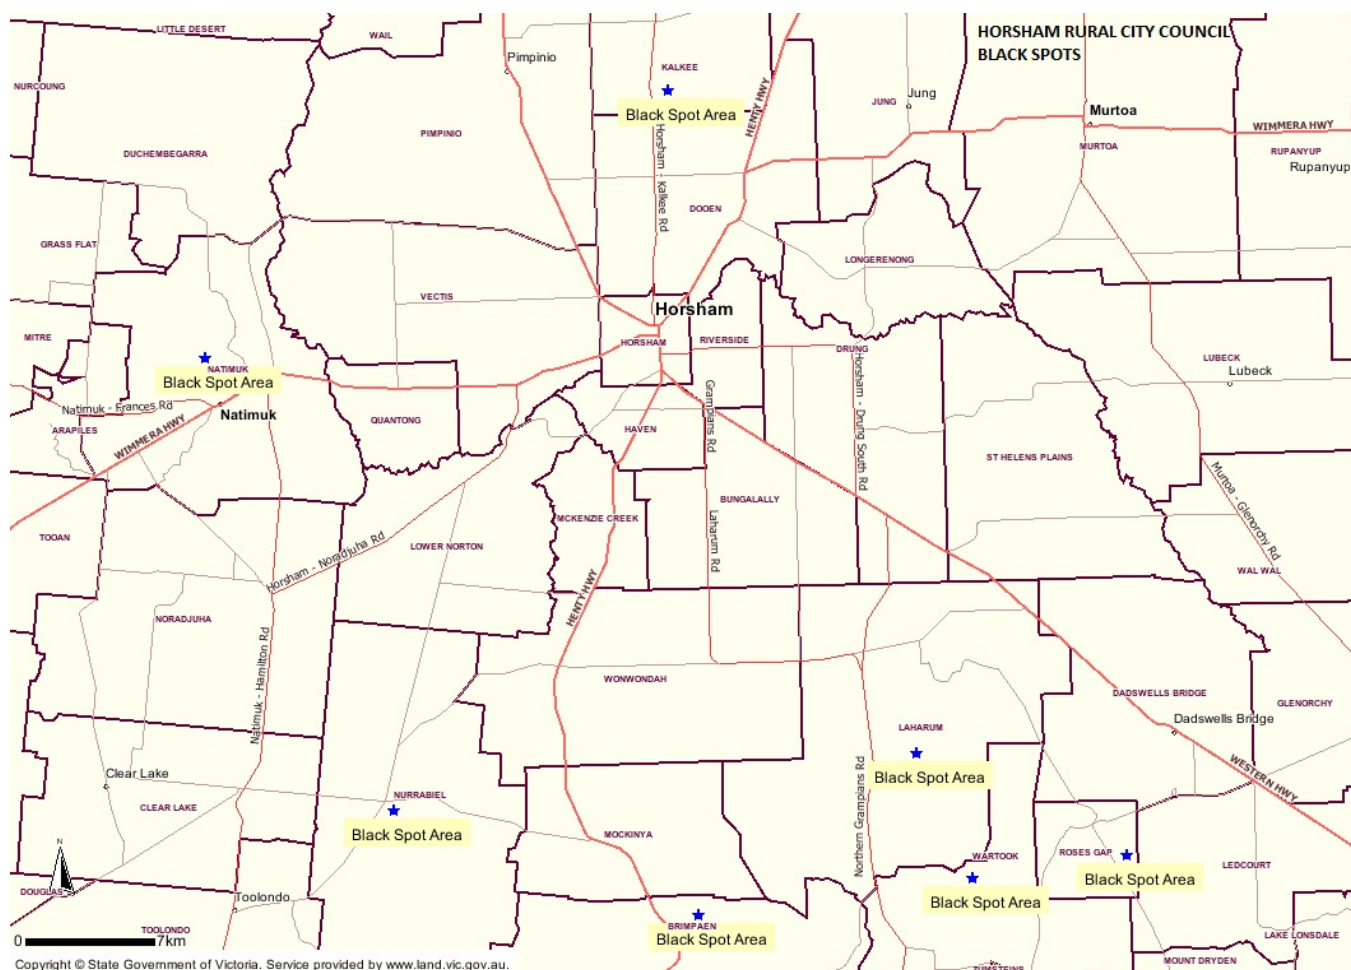 HORSHAM RURAL CITY COUNCIL
BLACK SPOTS
LITTLE DESERT
WAIL
Pimpinio
KALKEE
Black Spot Area
HENTY HWY
JUNG
Jung
Murtoa
MURTOA
WIMMERA HWY
RUPANYUP
Rupanyup
NURCOUNG
DUCHEMBEGARRA
PIMPINIO
Horsham - Kalkee Rd
DOOEN
GRASS FLAT
VECTIS
LONGERENONG
Horsham
HORSHAM
RIVERSIDE
DRUNG
MITRE
NATIMUK
Black Spot Area
Natimuk - Frances Rd
Natimuk
ARAPILES
WIMMERA HWY
QUANTONG
HAVEN
Grampians Rd
Horsham - Drung South Rd
LUBECK
Lubeck
ST HELENS PLAINS
Murtoa - Glenorchy Rd
WAL WAL
TOOAN
LOWER NORTON
Horsham - Noradjuha Rd
MCKENZIE CREEK
BUNGALALLY
Laharum Rd
HENTY HWY
NORADJUHA
Natimuk - Hamilton Rd
WONWONDAH
DADSWELLS BRIDGE
GLENORCHY
Dadswells Bridge
LAHARUM
Black Spot Area
Northern Grampians Rd
WESTERN HWY
Clear Lake
CLEAR LAKE
NURRABIEL
Black Spot Area
MOCKINYA
WARTOOK
Black Spot Area
ROSES GAP
Black Spot Area
LEDCOURT
N
DOUGLAS
Toolondo
TOOLONDO
BRIMPAEN
Black Spot Area
LAKE LONSDALE
MOUNT DRYDEN
ZUMSTEINS
0 7km
Copyright © State Government of Victoria. Service provided by www.land.vic.gov.au.